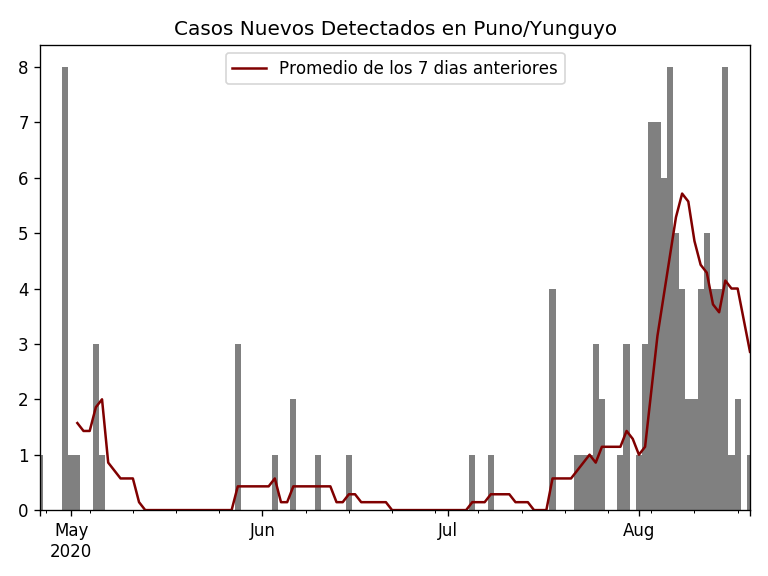 Casos Nuevos Detectados en Puno/Yunguyo
Promedio de los 7 dias anteriores
8
7
6
5
4
3
2
1
0
May
2020
Jun
Jul
Aug